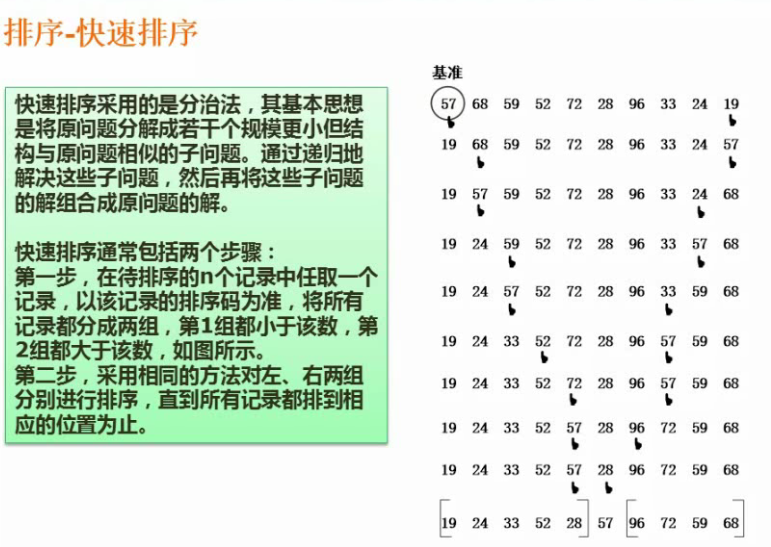 排序-快速排序
快速排序采用的是分治法，其基本思想
是将原问题分解成若干个规模更小但结
构与原问题相似的子问题。通过递归地
解决这些子问题，然后再将这些子问题
的解组合成原问题的解。
快速排序通常包括两个步骤：
第一步，在待排序的n个记录中任取一个
记录，以该记录的排序码为准，将所有
记录都分成两组，第1组都小于该数，第
2组都大于该数，如图所示。
第二步，采用相同的方法对左、右两组
分别进行排序，直到所有记录都排到相
应的位置为止。
基准
57 68 59 52 72 28 96 33 24 19
19 68 59 52 72 28 96 33 24 57
19 57 59 52 72 28 96 33 24 68
19 24 59 52 72 28 96 33 57 68
19 24 57 52 72 28 96 33 59 68
19 24 33 52 72 28 96 57 59 68
19 24 33 52 72 28 96 57 59 68
19 24 33 52 57 28 96 72 59 68
19 24 33 52 57 28 96 72 59 68
[19 24 33 52 28] 57 [96 72 59 68]